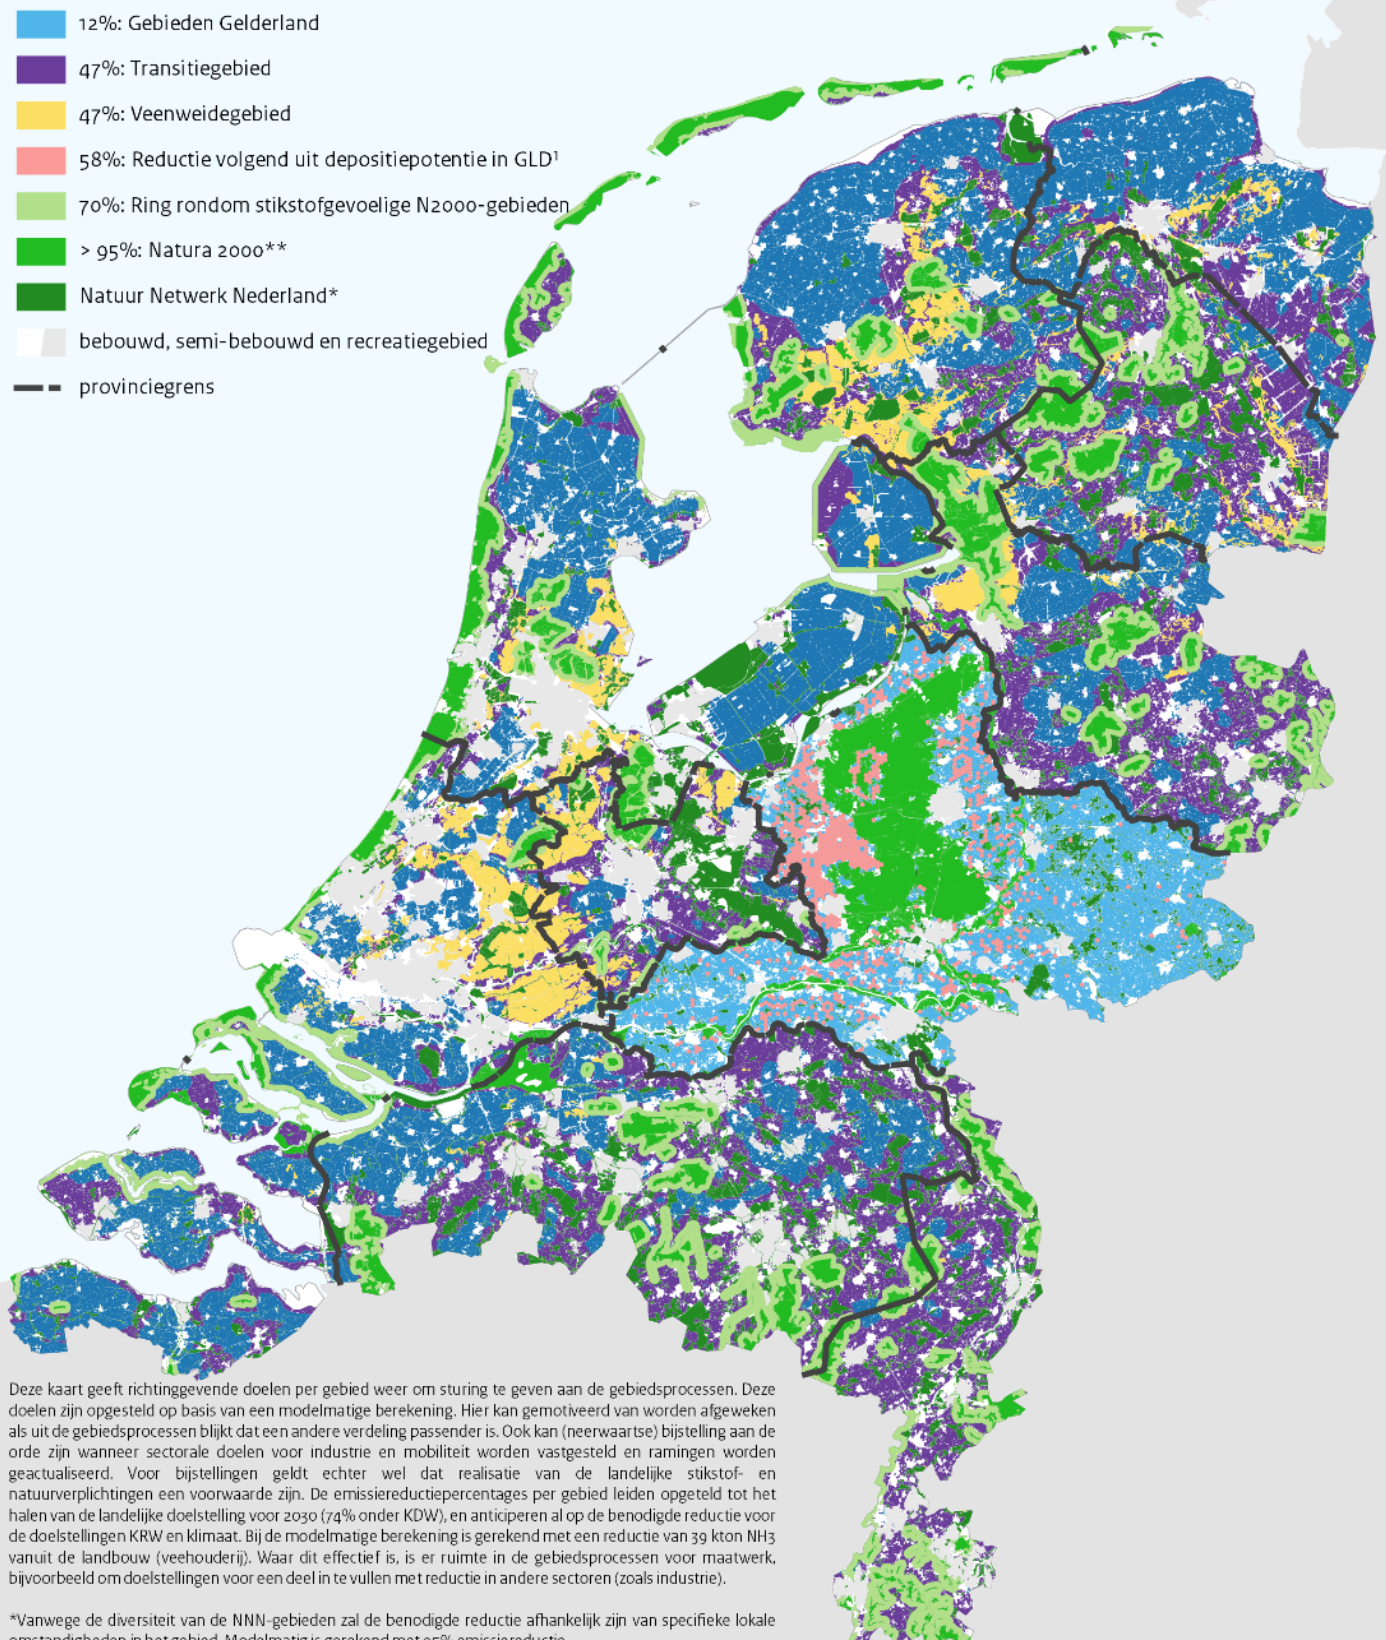 12%: Gebieden Gelderland
47%: Transitiegebied
47%: Veenweidegebied
58%: Reductie volgend uit depositiepotentie in GLD¹
70%: Ring rondom stikstofgevoelige N2000-gebieden
> 95%: Natura 2000**
Natuur Netwerk Nederland*
bebouwd, semi-bebouwd en recreatiegebied
provinciegrens
Deze kaart geeft richtinggevende doelen per gebied weer om sturing te geven aan de gebiedsprocessen. Deze
doelen zijn opgesteld op basis van een modelmatige berekening. Hier kan gemotiveerd van worden afgeweken
als uit de gebiedsprocessen blijkt dat een andere verdeling passender is. Ook kan (neerwaartse) bijstelling aan de
orde zijn wanneer sectorale doelen voor industrie en mobiliteit worden vastgesteld en ramingen worden
geactualiseerd. Voor bijstellingen geldt echter wel dat realisatie van de landelijke stikstof- en
natuurverplichtingen een voorwaarde zijn. De emissiereductiepercentages per gebied leiden opgeteld tot het
halen van de landelijke doelstelling voor 2030 (74% onder KDW), en anticiperen al op de benodigde reductie voor
de doelstellingen KRW en klimaat. Bij de modelmatige berekening is gerekend met een reductie van 39 kton NH3
vanuit de landbouw (veehouderij). Waar dit effectief is, is er ruimte in de gebiedsprocessen voor maatwerk,
bijvoorbeeld om doelstellingen voor een deel in te vullen met reductie in andere sectoren (zoals industrie).
*Vanwege de diversiteit van de NNN-gebieden zal de benodigde reductie afhankelijk zijn van specifieke lokale
omstandigheden in het gebied. Modelmatig is gerekend met 95% emissiereductie.